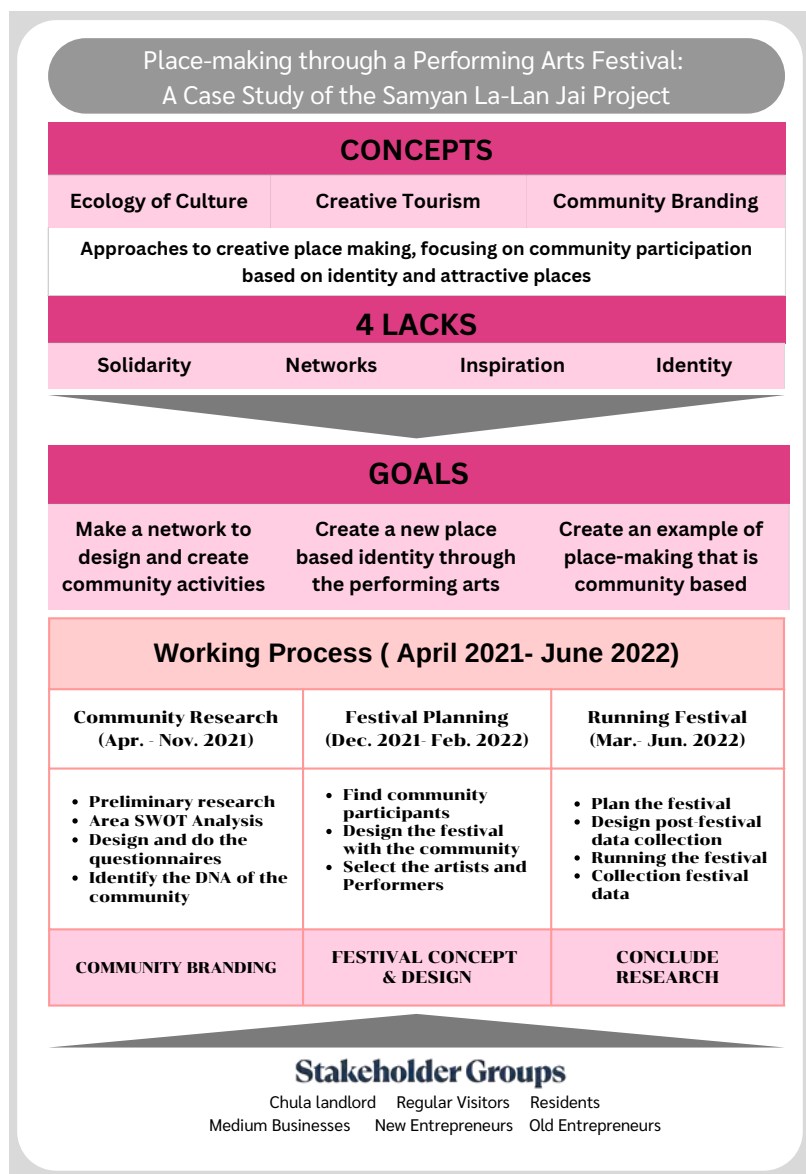 Place-making through a Performing Arts Festival:
A Case Study of the Samyan La-Lan Jai Project
CONCEPTS
Ecology of Culture
Creative Tourism
Community Branding
Approaches to creative place making, focusing on community participation
based on identity and attractive places
4 LACKS
Solidarity
Networks
Inspiration
Identity
GOALS
Make a network to
design and create
community activities
Create a new place
based identity through
the performing arts
Create an example of
place-making that is
community based
Working Process ( April 2021- June 2022)
Community Research
(Apr. - Nov. 2021)
Festival Planning
(Dec. 2021- Feb. 2022)
Running Festival
(Mar.- Jun. 2022)
• Preliminary research
• Area SWOT Analysis
• Design and do the
questionnaires
• Identify the DNA of the
community
• Find community
participants
• Design the festival
with the community
• Select the artists and
Performers
• Plan the festival
• Design post-festival
data collection
• Running the festival
• Collection festival
data
COMMUNITY BRANDING
FESTIVAL CONCEPT
& DESIGN
CONCLUDE
RESEARCH
Stakeholder Groups
Chula landlord Regular Visitors Residents
Medium Businesses New Entrepreneurs Old Entrepreneurs